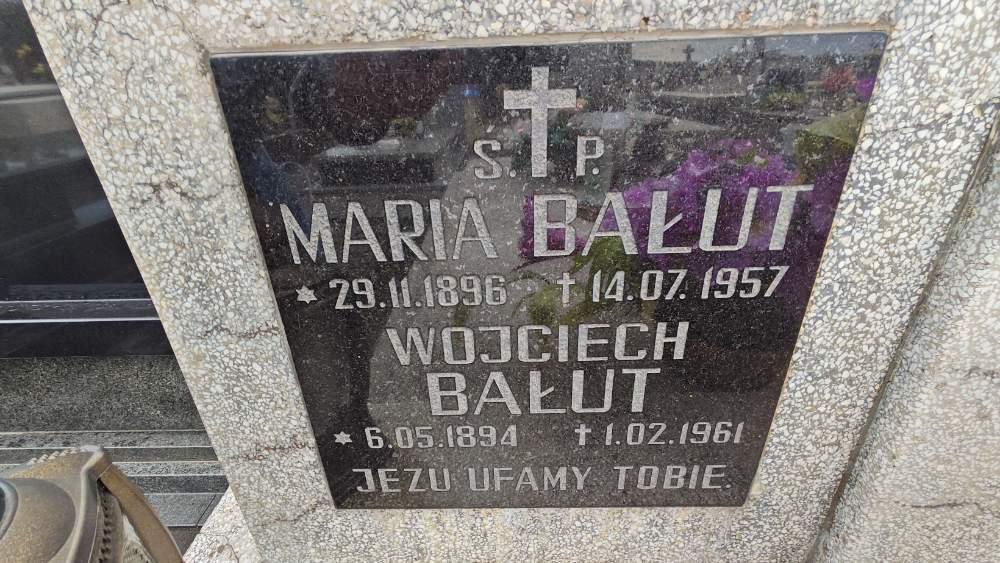 Ś. P.
MARIA BAŁUT
* 29.11.1896 † 14.07.1957
WOJCIECH
BAŁUT
* 6.05.1894 † 1.02.1961
JEZU UFAMY TOBIE.